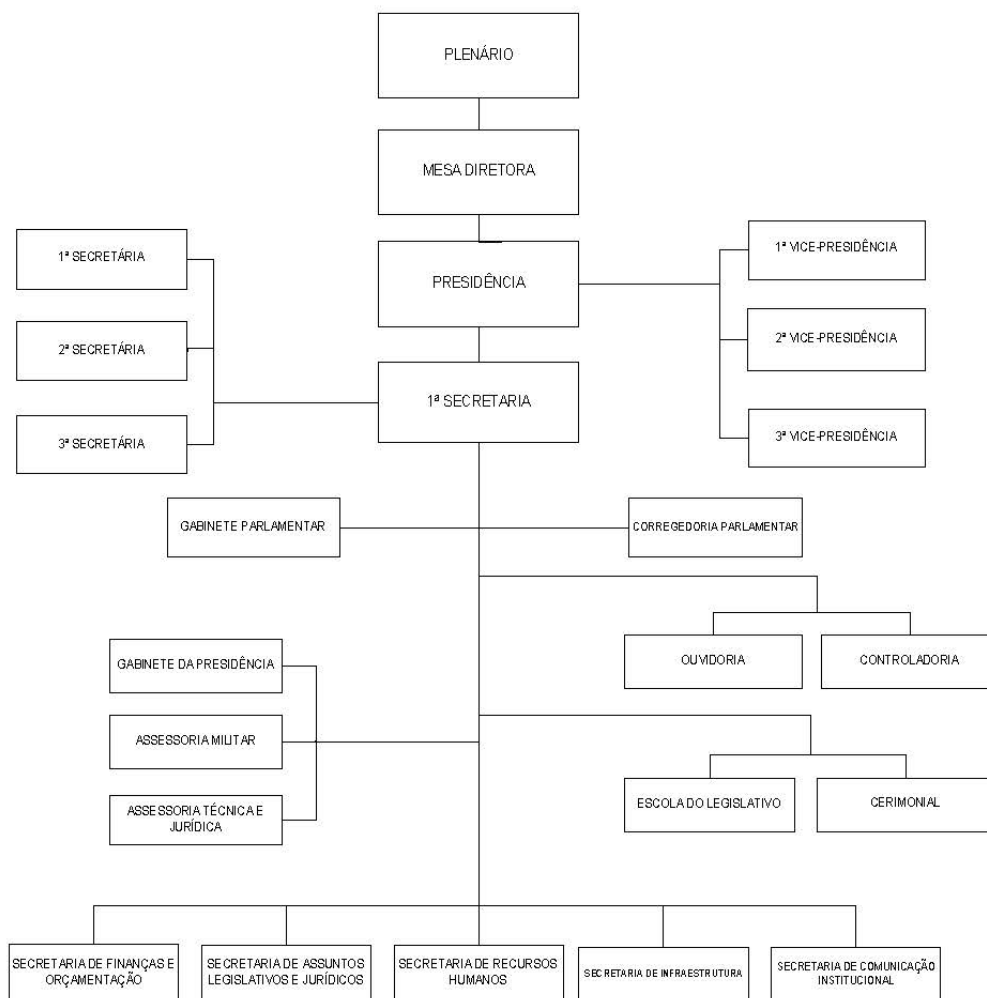 PLENÁRIO
MESA DIRETORA
1ª SECRETÁRIA
PRESIDÊNCIA
1ª VICE-PRESIDÊNCIA
2ª SECRETÁRIA
2ª VICE-PRESIDÊNCIA
1ª SECRETARIA
3ª SECRETÁRIA
3ª VICE-PRESIDÊNCIA
GABINETE PARLAMENTAR
CORREGEDORIA PARLAMENTAR
GABINETE DA PRESIDÊNCIA
OUVIDORIA
CONTROLADORIA
ASSESSORIA MILITAR
ASSESSORIA TÉCNICA E
JURÍDICA
ESCOLA DO LEGISLATIVO
CERIMONIAL
SECRETARIA DE FINANÇAS E
ORÇAMENTAÇÃO
SECRETARIA DE ASSUNTOS
LEGISLATIVOS E JURÍDICOS
SECRETARIA DE RECURSOS
HUMANOS
SECRETARIA DE INFRAESTRUTURA
SECRETARIA DE COMUNICAÇÃO
INSTITUCIONAL